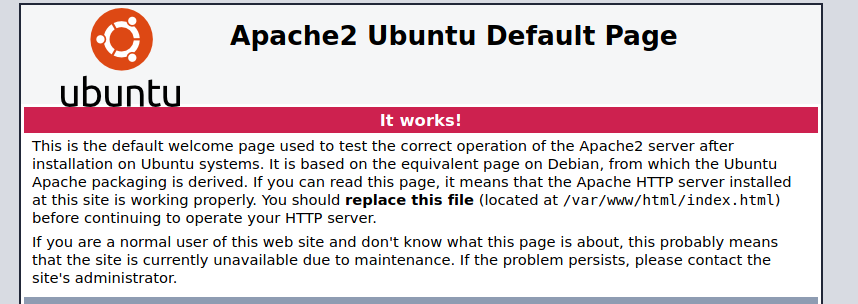 Apache2 Ubuntu Default Page
ubuntu
It works!
This is the default welcome page used to test the correct operation of the Apache2 server after
installation on Ubuntu systems. It is based on the equivalent page on Debian, from which the Ubuntu
Apache packaging is derived. If you can read this page, it means that the Apache HTTP server installed
at this site is working properly. You should replace this file (located at /var/www/html/index.html)
before continuing to operate your HTTP server.
If you are a normal user of this web site and don't know what this page is about, this probably means
that the site is currently unavailable due to maintenance. If the problem persists, please contact the
site's administrator.